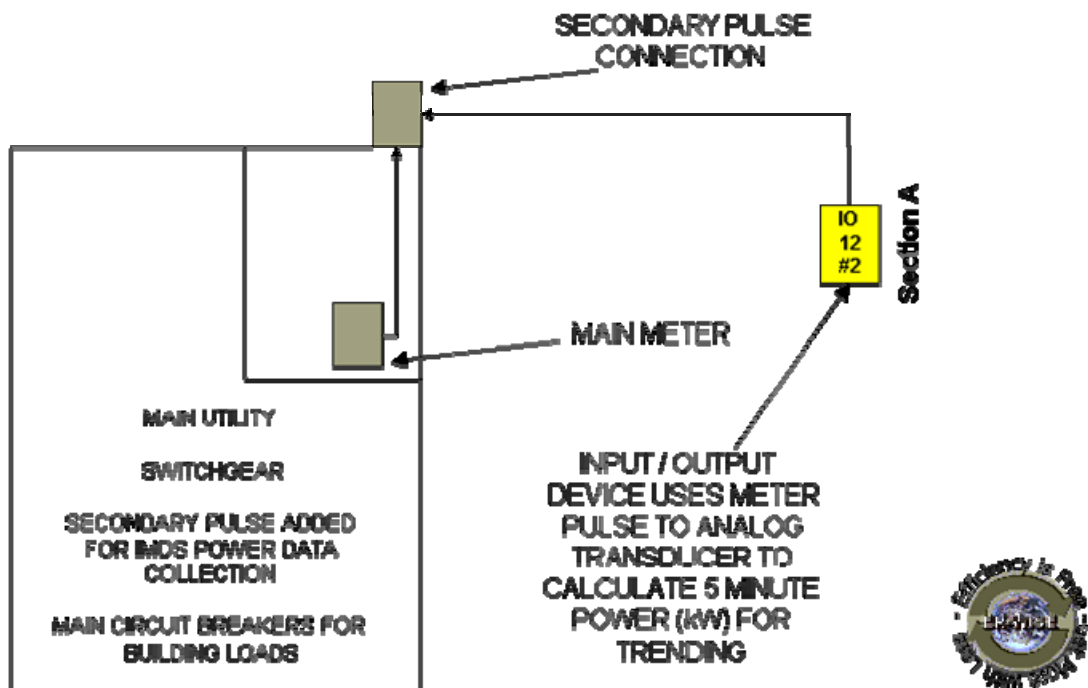 SECONDARY PULSE
CONNECTION
IO
12
#2
Section A
MAIN METER
MAIN UTILITY
SWITCHGEAR
SECONDARY PULSE ADDED
FOR IMDS POWER DATA
COLLECTION
MAIN CIRCUIT BREAKERS FOR
BUILDING LOADS
INPUT / OUTPUT
DEVICE USES METER
PULSE TO ANALOG
TRANSDUCER TO
CALCULATE 5 MINUTE
POWER (kW) FOR
TRENDING
- Efficiency is Free -